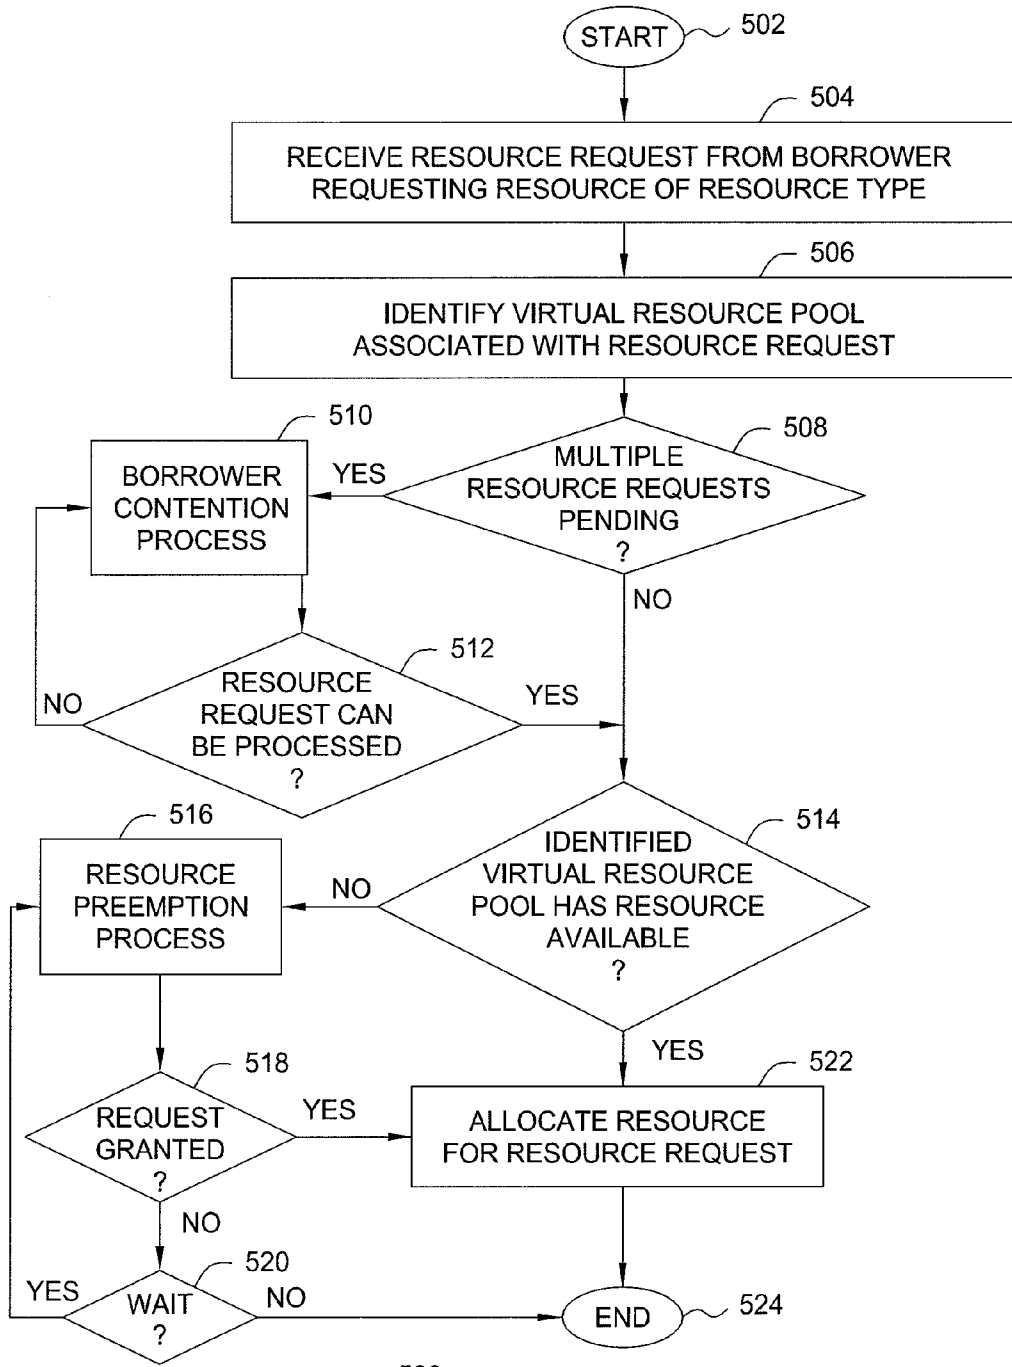 START
502
504
RECEIVE RESOURCE REQUEST FROM BORROWER
REQUESTING RESOURCE OF RESOURCE TYPE
506
IDENTIFY VIRTUAL RESOURCE POOL
ASSOCIATED WITH RESOURCE REQUEST
508
MULTIPLE
RESOURCE REQUESTS
PENDING
?
YES
NO
510
BORROWER
CONTENTION
PROCESS
512
RESOURCE
REQUEST CAN
BE PROCESSED
?
NO
YES
514
IDENTIFIED
VIRTUAL RESOURCE
POOL HAS RESOURCE
AVAILABLE
?
NO
YES
516
RESOURCE
PREEMPTION
PROCESS
518
REQUEST
GRANTED
?
YES
NO
520
WAIT
?
YES
NO
522
ALLOCATE RESOURCE
FOR RESOURCE REQUEST
END
524